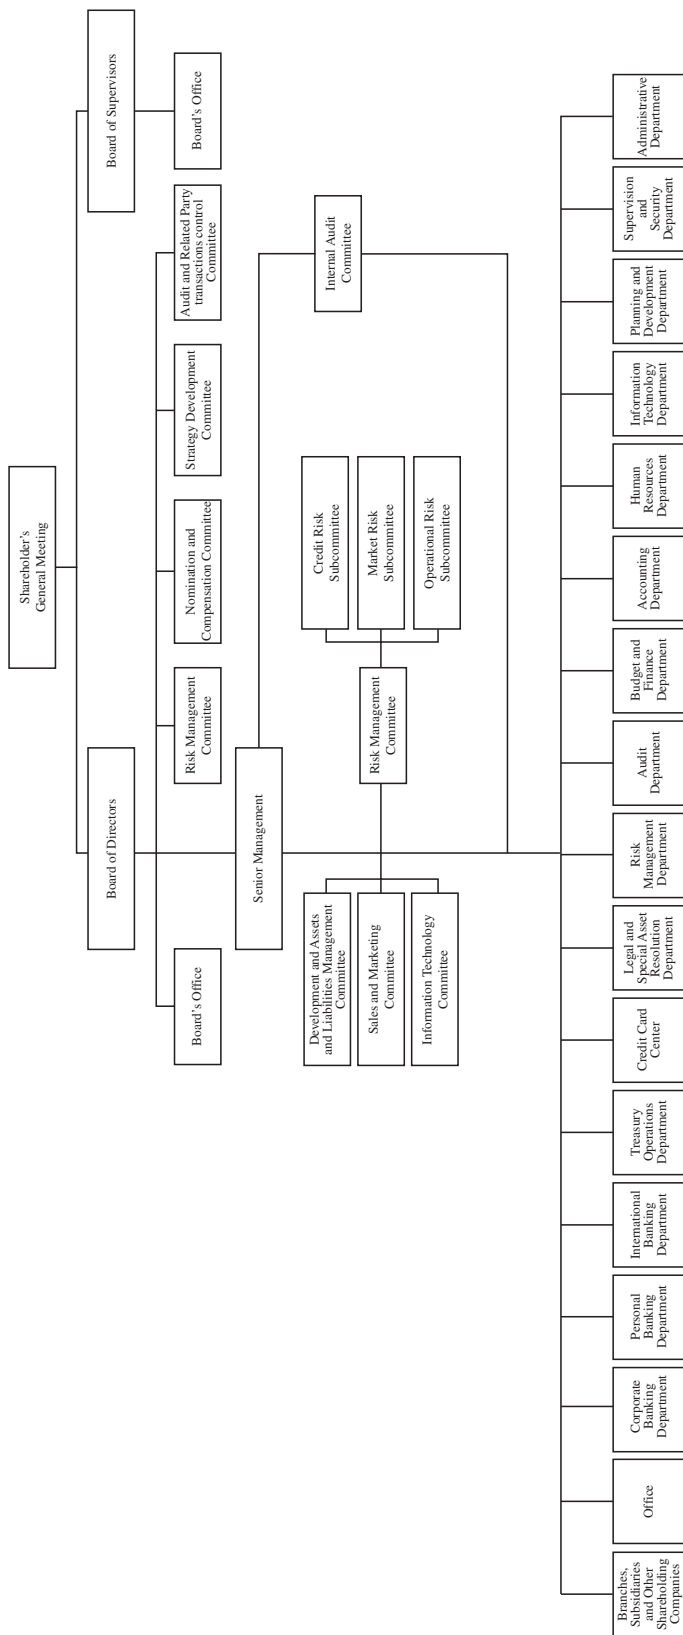 Shareholder's
General Meeting
Board of Directors
Board of Supervisors
Board's Office
Risk Management
Committee
Nomination and
Compensation Committee
Strategy Development
Committee
Audit and Related Party
transactions control
Committee
Board's Office
Senior Management
Internal Audit
Committee
Development and Assets
and Liabilities Management
Committee
Sales and Marketing
Committee
Information Technology
Committee
Risk Management
Committee
Credit Risk
Subcommittee
Market Risk
Subcommittee
Operational Risk
Subcommittee
Branches,
Subsidiaries
and Other
Shareholding
Companies
Office
Corporate
Banking
Department
Personal
Banking
Department
International
Banking
Department
Treasury
Operations
Department
Credit Card
Center
Legal and
Special Asset
Resolution
Department
Risk
Management
Department
Audit
Department
Budget and
Finance
Department
Accounting
Department
Human
Resources
Department
Information
Technology
Department
Planning and
Development
Department
Supervision
and
Security
Department
Administrative
Department